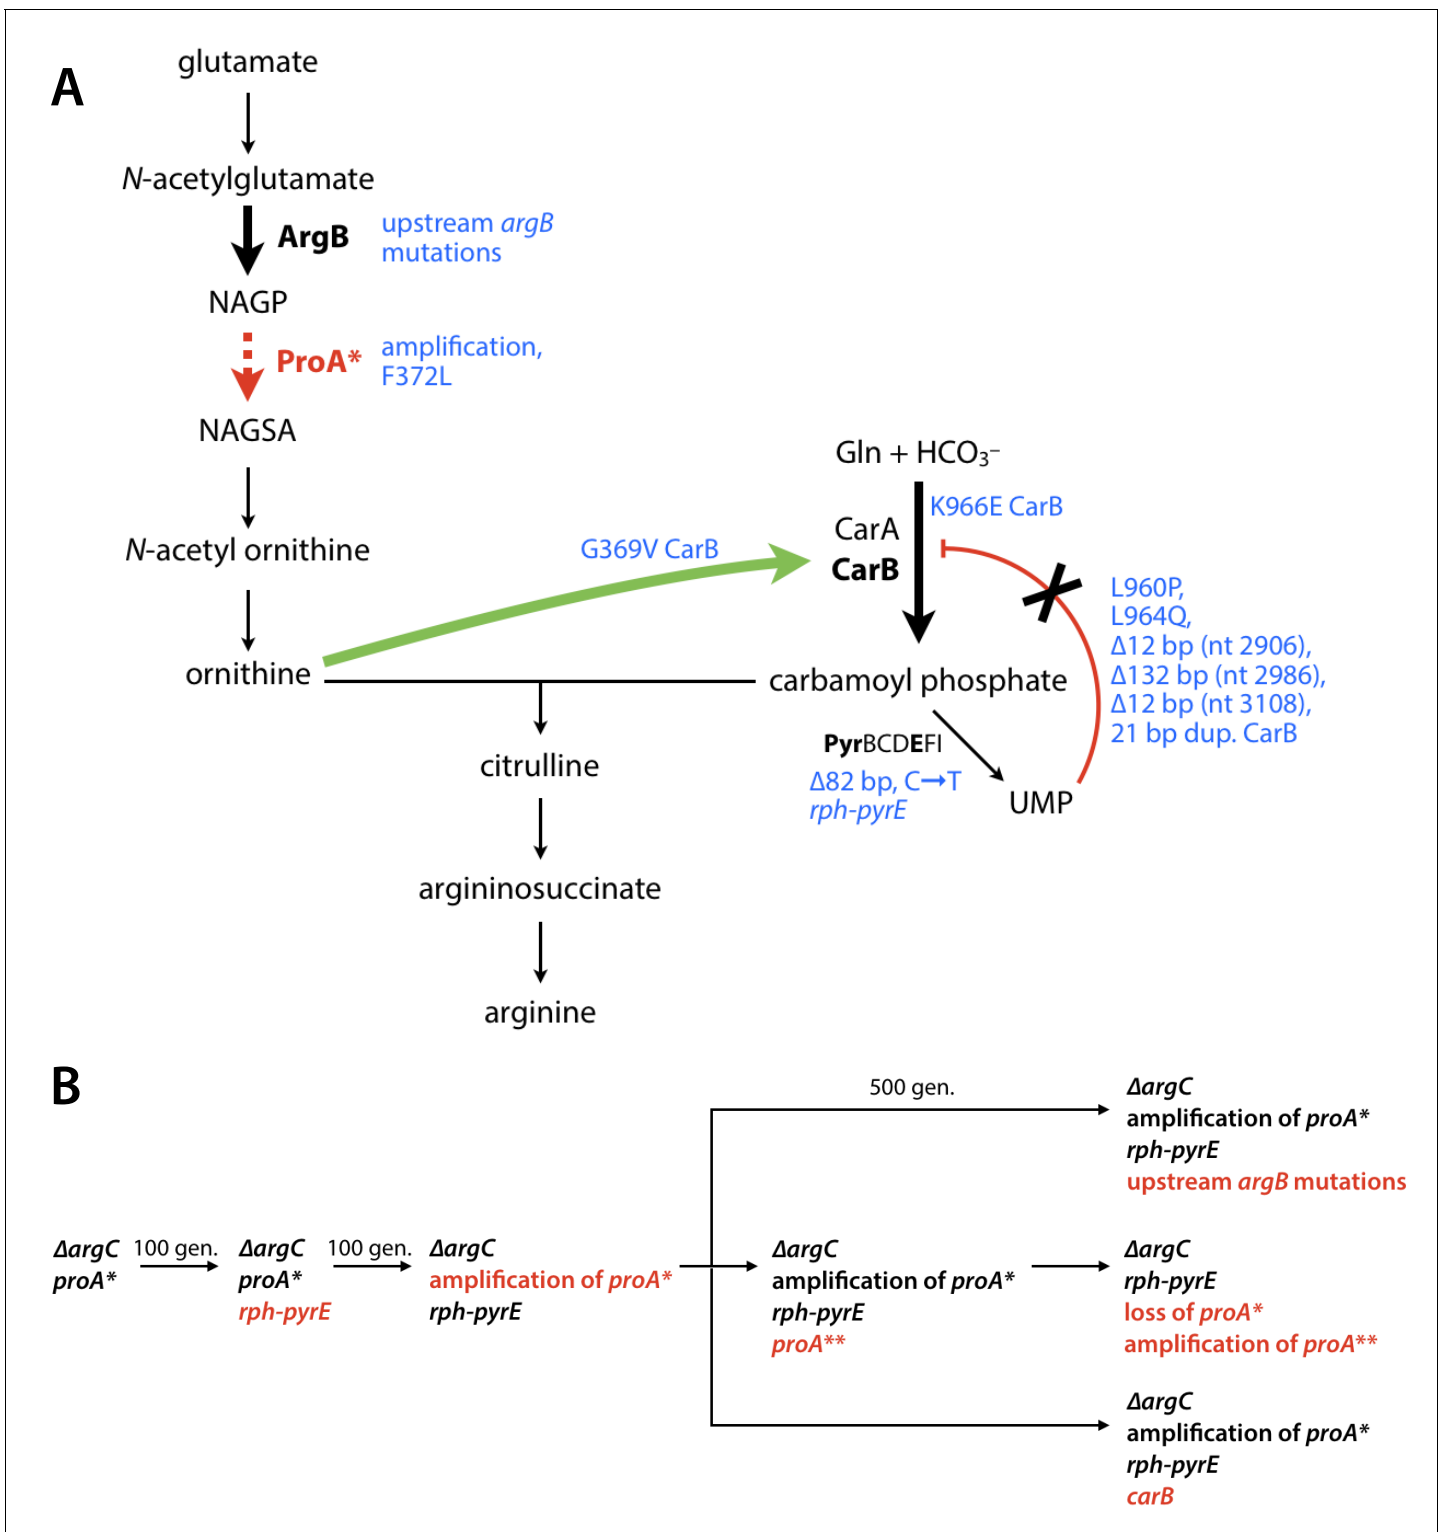 A
glutamate
N-acetylglutamate
ArgB
upstream argB
mutations
NAGP
ProA*
amplification,
F372L
NAGSA
Gln + HCO₃⁻
K966E CarB
CarA
CarB
N-acetyl ornithine
G369V CarB
L960P,
L964Q,
Δ12 bp (nt 2906),
Δ132 bp (nt 2986),
Δ12 bp (nt 3108),
21 bp dup. CarB
ornithine
carbamoyl phosphate
PyrBCDEFI
Δ82 bp, C→T
rph-pyrE
UMP
citrulline
argininosuccinate
arginine
B
ΔargC
proA*
100 gen.
ΔargC
proA*
rph-pyrE
100 gen.
ΔargC
amplification of proA*
rph-pyrE
500 gen.
ΔargC
amplification of proA*
rph-pyrE
upstream argB mutations
ΔargC
amplification of proA*
rph-pyrE
proA**
ΔargC
rph-pyrE
loss of proA*
amplification of proA**
ΔargC
amplification of proA*
rph-pyrE
carB